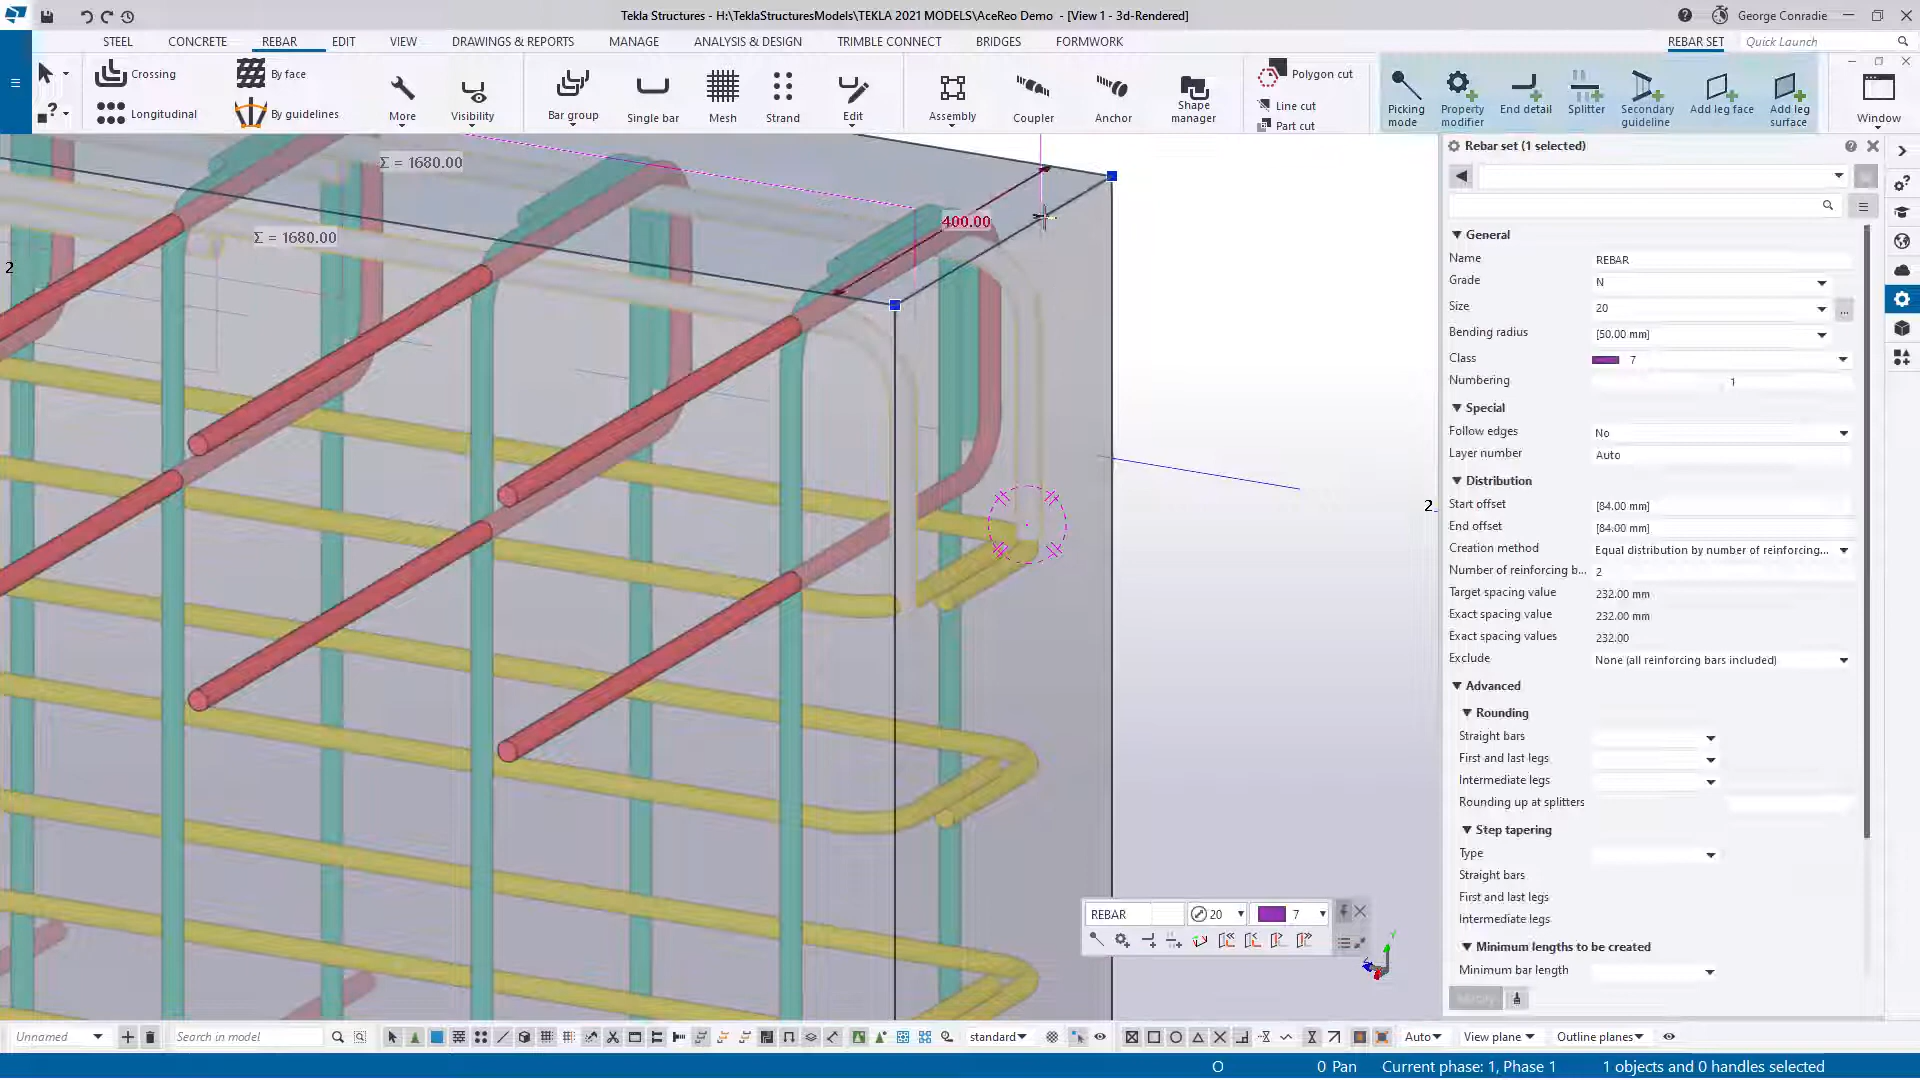 Tekla Structures - H:\TeklaStructuresModels\TEKLA 2021 MODELS\AceReo Demo - [View 1 - 3d-Rendered]
George Conradie
STEEL CONCRETE REBAR EDIT VIEW DRAWINGS & REPORTS MANAGE ANALYSIS & DESIGN TRIMBLE CONNECT BRIDGES FORMWORK REBAR SET Quick Launch
Crossing
Longitudinal
By face
By guidelines
More
Visibility
Bar group
Single bar
Mesh
Strand
Edit
Assembly
Coupler
Anchor
Shape manager
Polygon cut
Line cut
Part cut
Picking mode
Property modifier
End detail
Splitter
Secondary guideline
Add leg face
Add leg surface
Window
Σ = 1680.00
Σ = 1680.00
400.00
2
2
Rebar set (1 selected)
General
Name REBAR
Grade N
Size 20 ...
Bending radius [50.00 mm]
Class 7
Numbering 1
Special
Follow edges No
Layer number Auto
Distribution
Start offset [84.00 mm]
End offset [84.00 mm]
Creation method Equal distribution by number of reinforcing...
Number of reinforcing b... 2
Target spacing value 232.00 mm
Exact spacing value 232.00 mm
Exact spacing values 232.00
Exclude None (all reinforcing bars included)
Advanced
Rounding
Straight bars
First and last legs
Intermediate legs
Rounding up at splitters
Step tapering
Type
Straight bars
First and last legs
Intermediate legs
Minimum lengths to be created
Minimum bar length
Modify
REBAR 20 7
Unnamed Search in model standard Auto View plane Outline planes
O 0 Pan Current phase: 1, Phase 1 1 objects and 0 handles selected